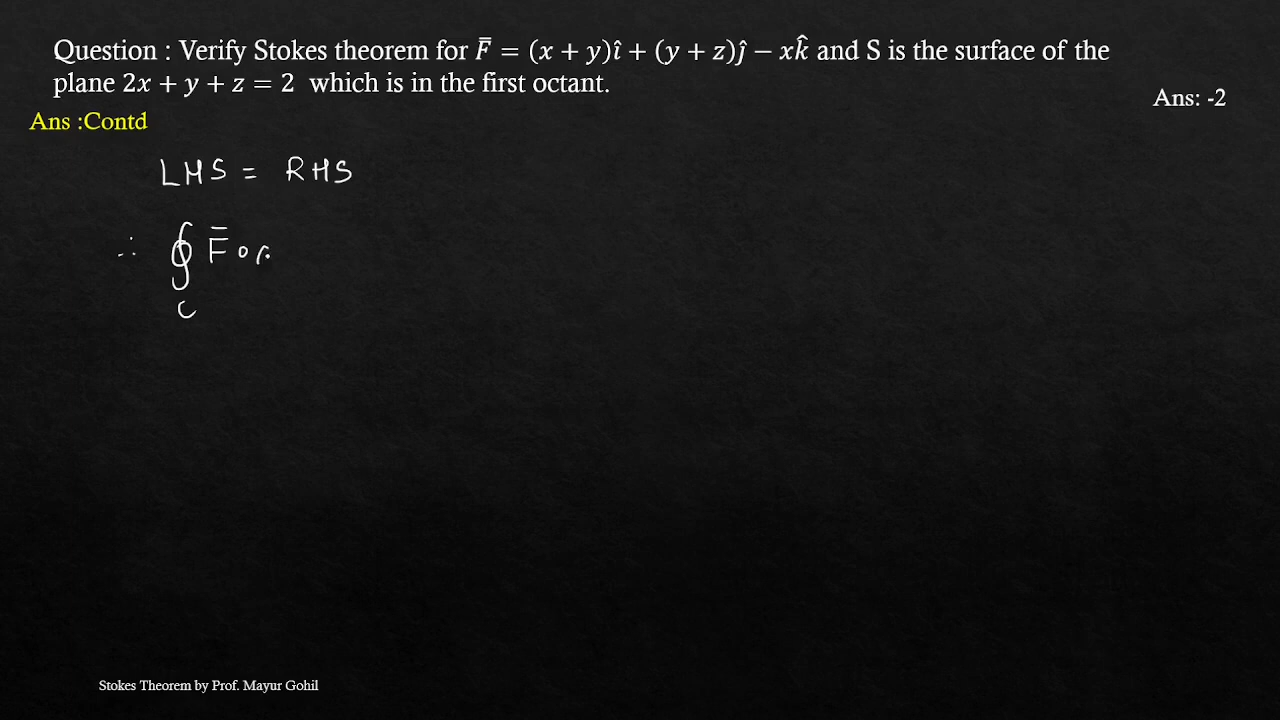 Question : Verify Stokes theorem for F̅ = (x + y)î + (y + z)ĵ − xk̂ and S is the surface of the
plane 2x + y + z = 2 which is in the first octant.
Ans: -2
Ans :Contd
LHS = RHS
∴ ∮ F̅ ∘
C
Stokes Theorem by Prof. Mayur Gohil